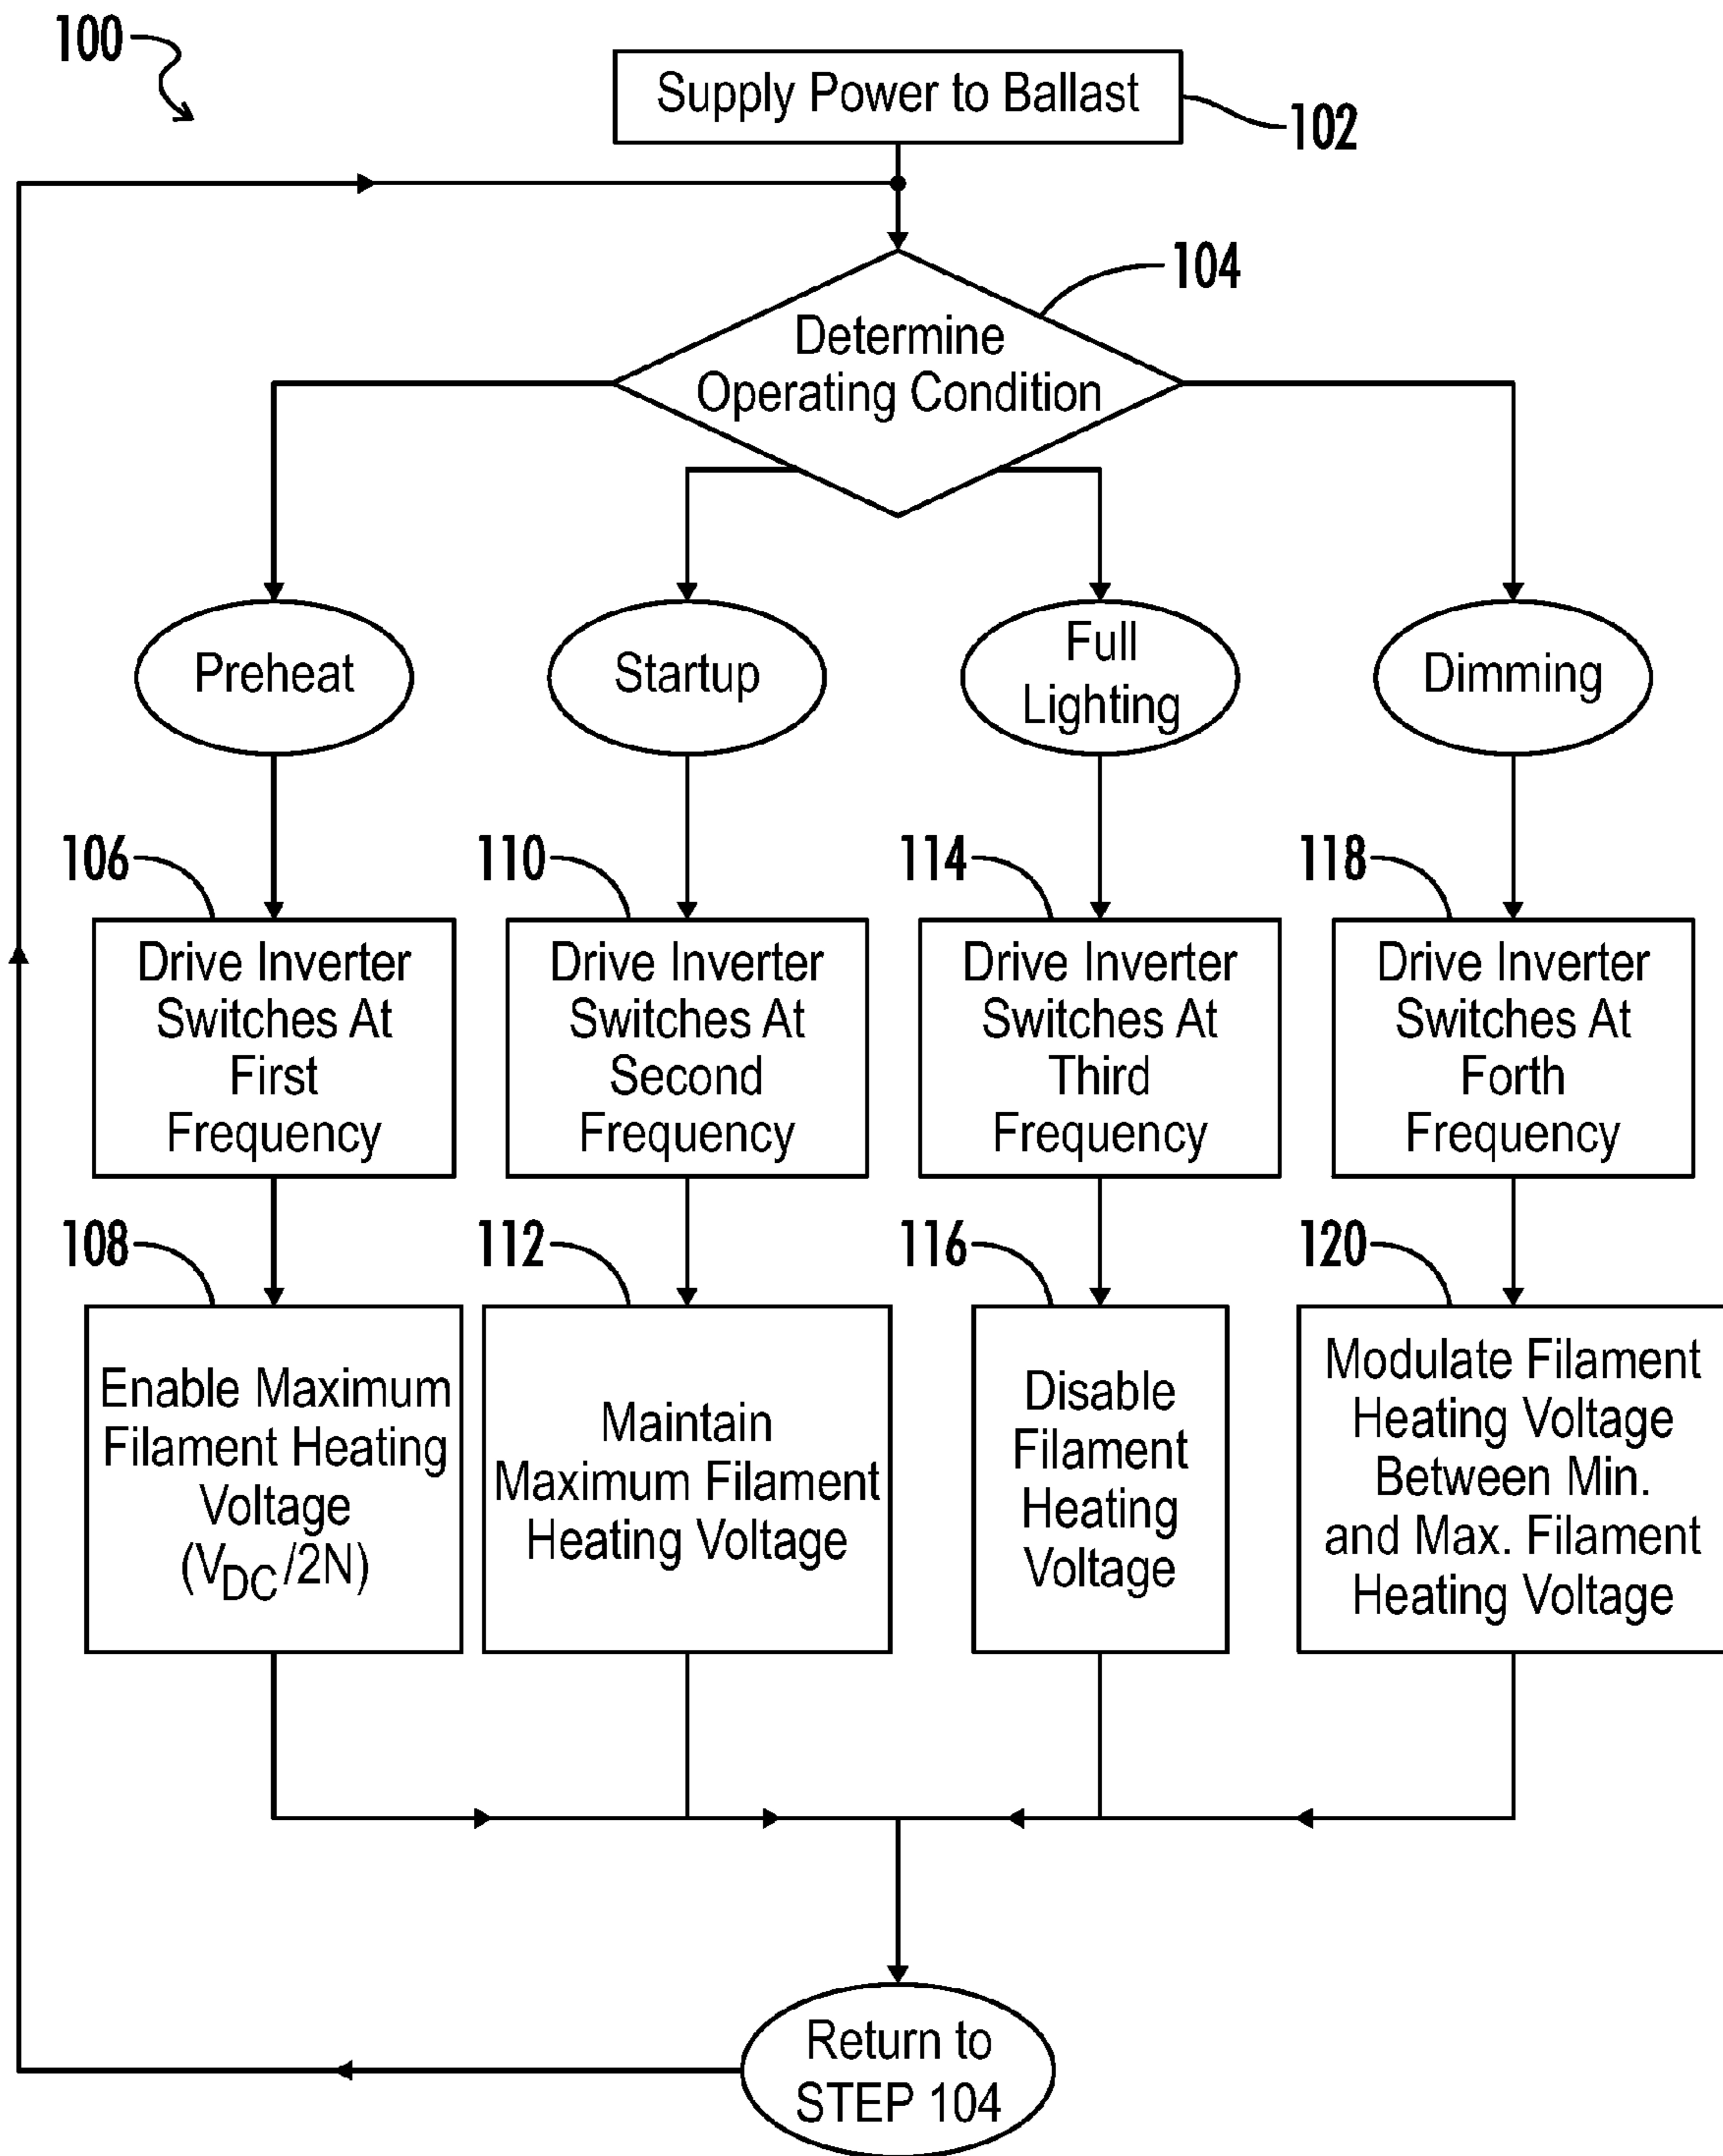 100
Supply Power to Ballast
102
104
Determine
Operating Condition
Preheat
Startup
Full
Lighting
Dimming
106
Drive Inverter
Switches At
First
Frequency
110
Drive Inverter
Switches At
Second
Frequency
114
Drive Inverter
Switches At
Third
Frequency
118
Drive Inverter
Switches At
Forth
Frequency
108
Enable Maximum
Filament Heating
Voltage
(VDC/2N)
112
Maintain
Maximum Filament
Heating Voltage
116
Disable
Filament
Heating
Voltage
120
Modulate Filament
Heating Voltage
Between Min.
and Max. Filament
Heating Voltage
Return to
STEP 104